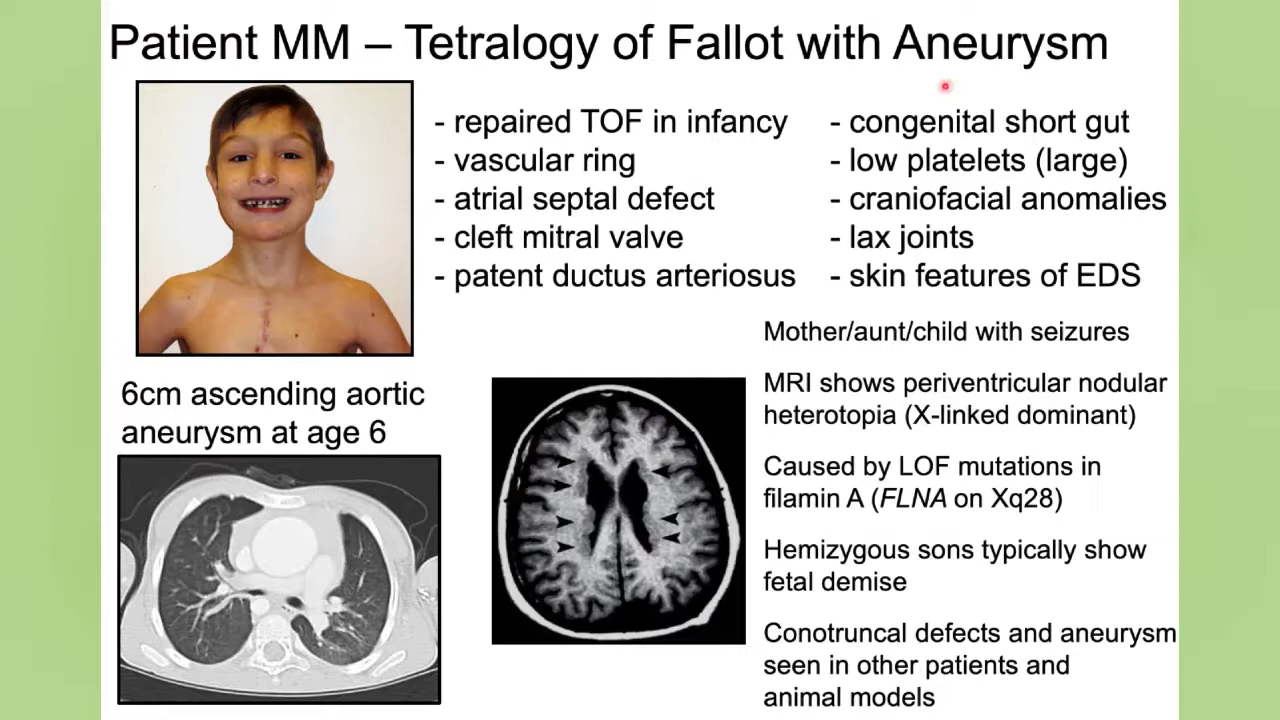 Patient MM – Tetralogy of Fallot with Aneurysm
- repaired TOF in infancy
- vascular ring
- atrial septal defect
- cleft mitral valve
- patent ductus arteriosus
- congenital short gut
- low platelets (large)
- craniofacial anomalies
- lax joints
- skin features of EDS
6cm ascending aortic
aneurysm at age 6
Mother/aunt/child with seizures
MRI shows periventricular nodular
heterotopia (X-linked dominant)
Caused by LOF mutations in
filamin A (FLNA on Xq28)
Hemizygous sons typically show
fetal demise
Conotruncal defects and aneurysm
seen in other patients and
animal models